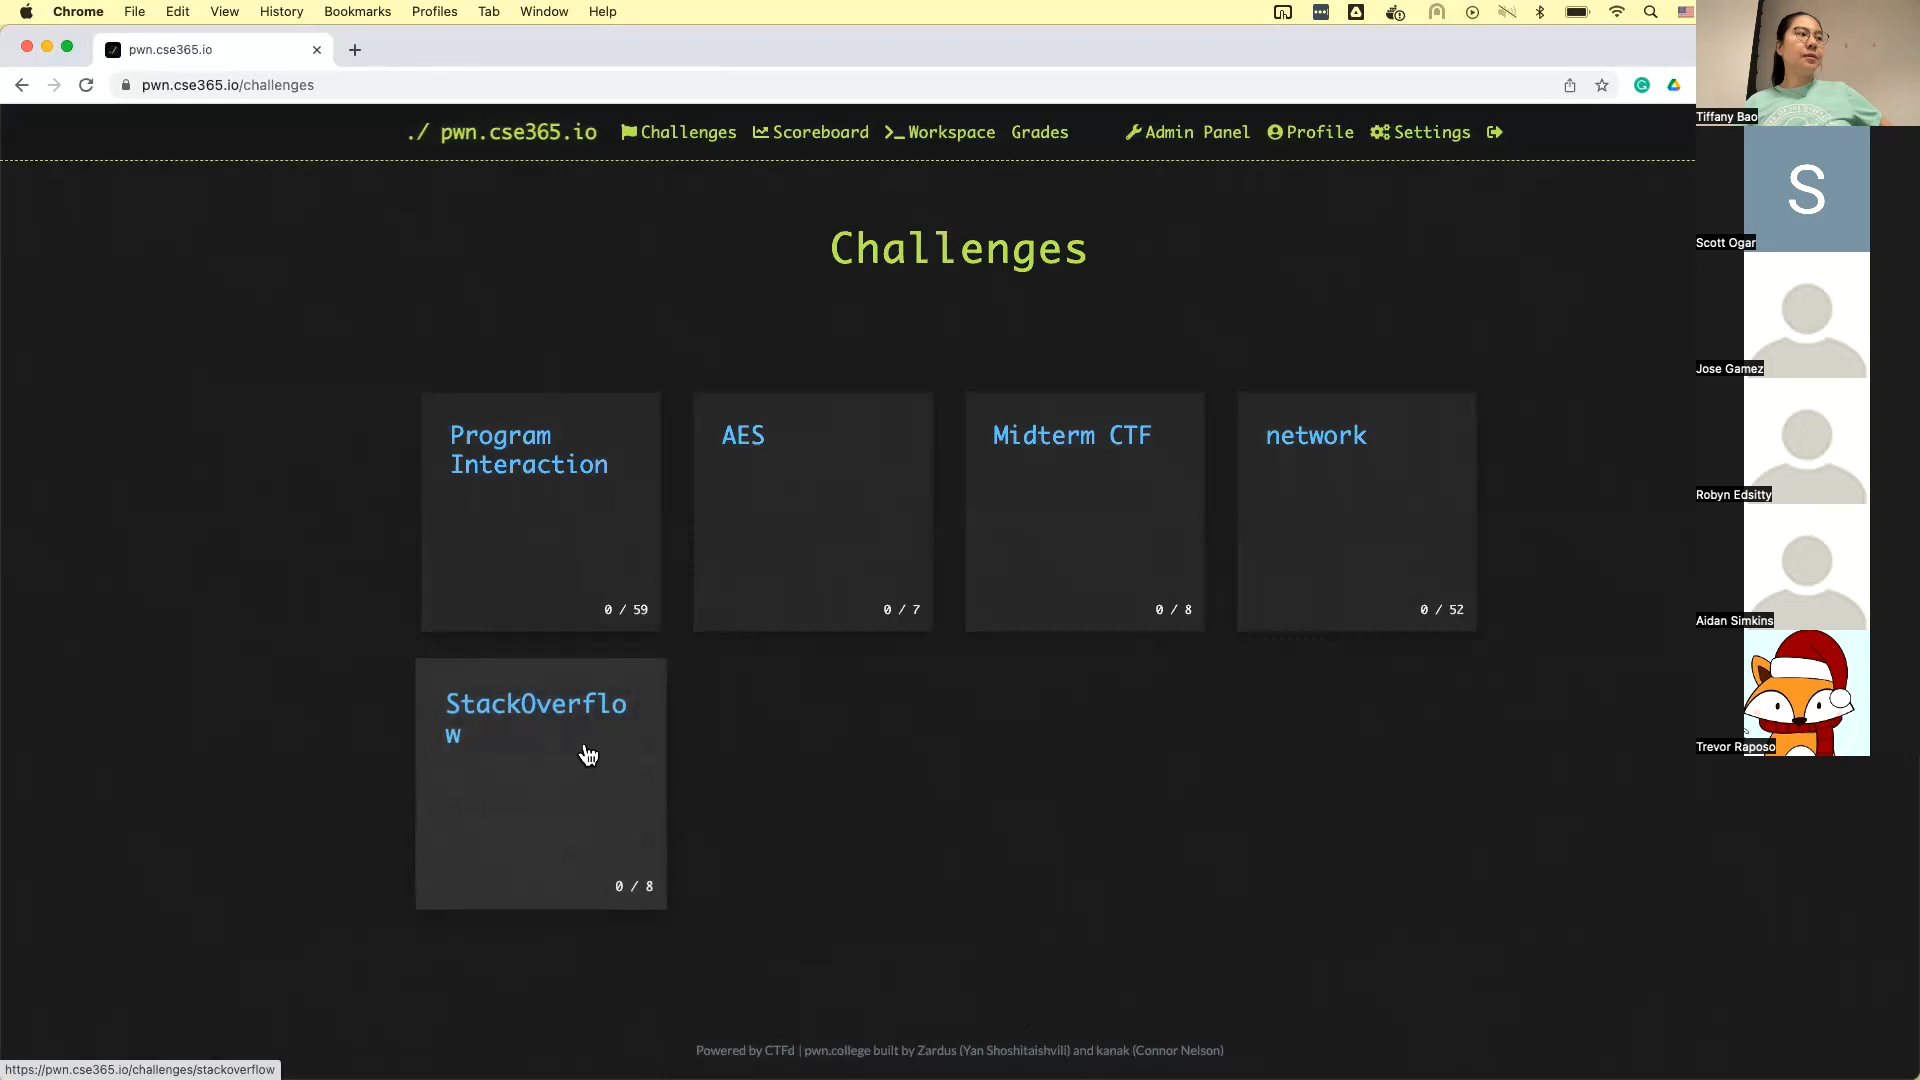 Chrome File Edit View History Bookmarks Profiles Tab Window Help
pwn.cse365.io
pwn.cse365.io/challenges
./ pwn.cse365.io Challenges Scoreboard Workspace Grades Admin Panel Profile Settings
Challenges
Program
Interaction
0 / 59
AES
0 / 7
Midterm CTF
0 / 8
network
0 / 52
StackOverflo
w
0 / 8
Powered by CTFd | pwn.college built by Zardus (Yan Shoshitaishvili) and kanak (Connor Nelson)
https://pwn.cse365.io/challenges/stackoverflow
Tiffany Bao
S
Scott Ogar
Jose Gamez
Robyn Edsitty
Aidan Simkins
Trevor Raposo